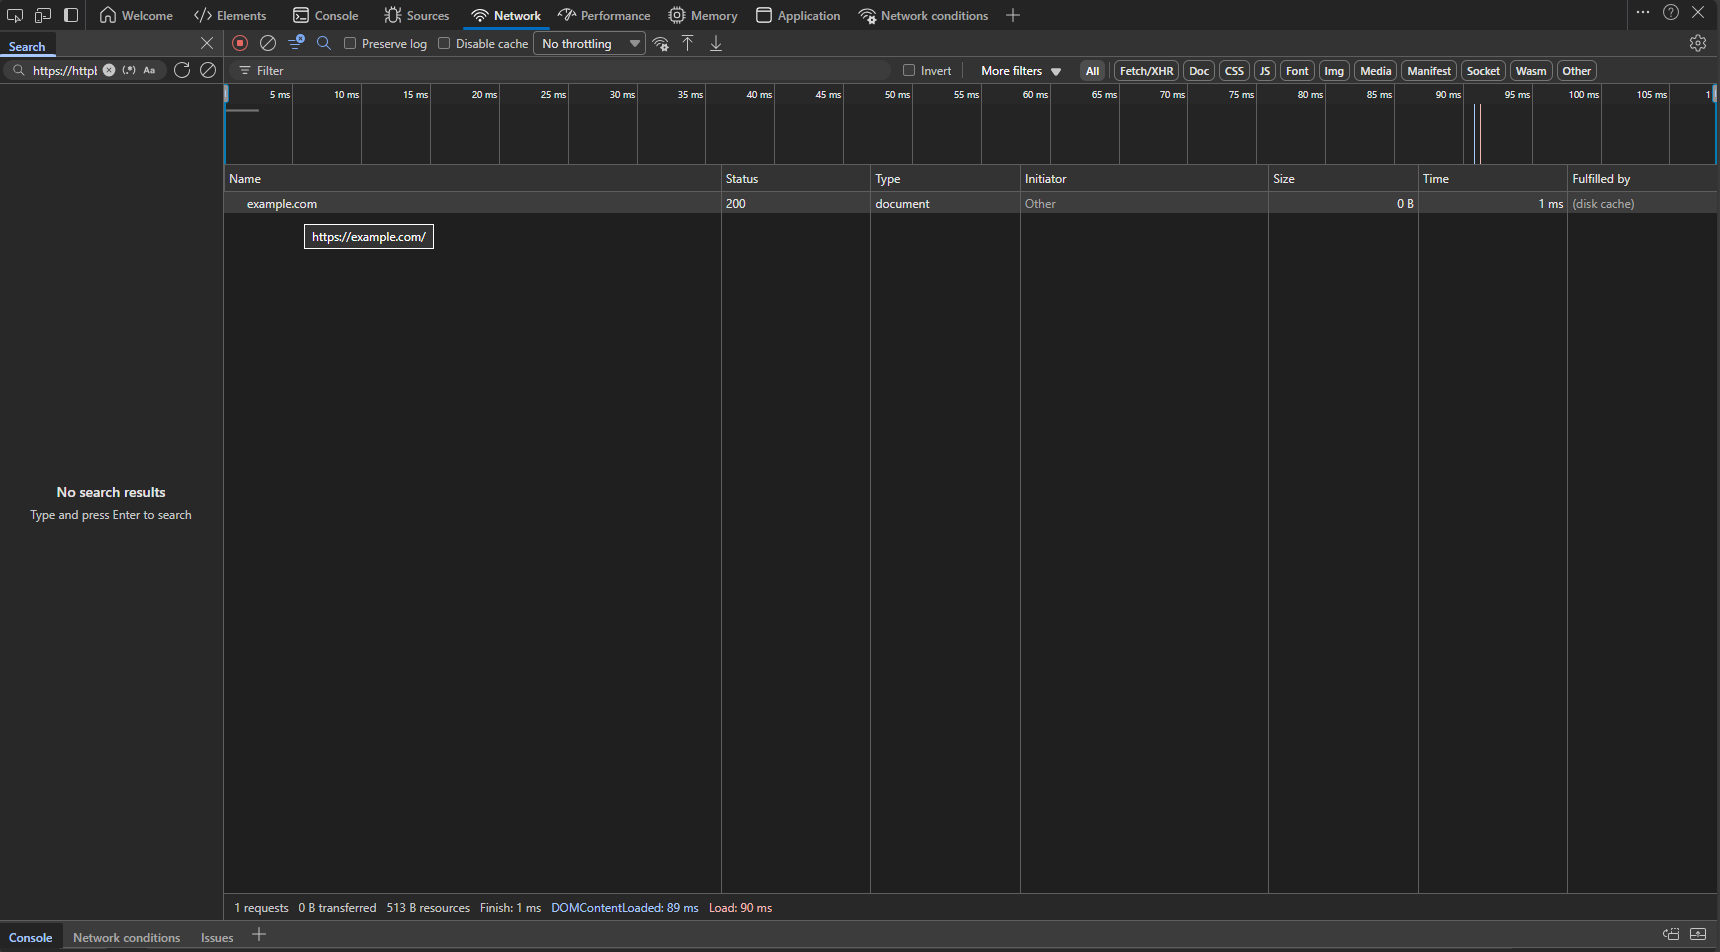 Welcome Elements Console Sources Network Performance Memory Application Network conditions
Search
Preserve log Disable cache No throttling
https://httpl (.*) Aa
Filter Invert More filters All Fetch/XHR Doc CSS JS Font Img Media Manifest Socket Wasm Other
5 ms 10 ms 15 ms 20 ms 25 ms 30 ms 35 ms 40 ms 45 ms 50 ms 55 ms 60 ms 65 ms 70 ms 75 ms 80 ms 85 ms 90 ms 95 ms 100 ms 105 ms 1
Name Status Type Initiator Size Time Fulfilled by
example.com 200 document Other 0 B 1 ms (disk cache)
https://example.com/
No search results
Type and press Enter to search
1 requests 0 B transferred 513 B resources Finish: 1 ms DOMContentLoaded: 89 ms Load: 90 ms
Console Network conditions Issues